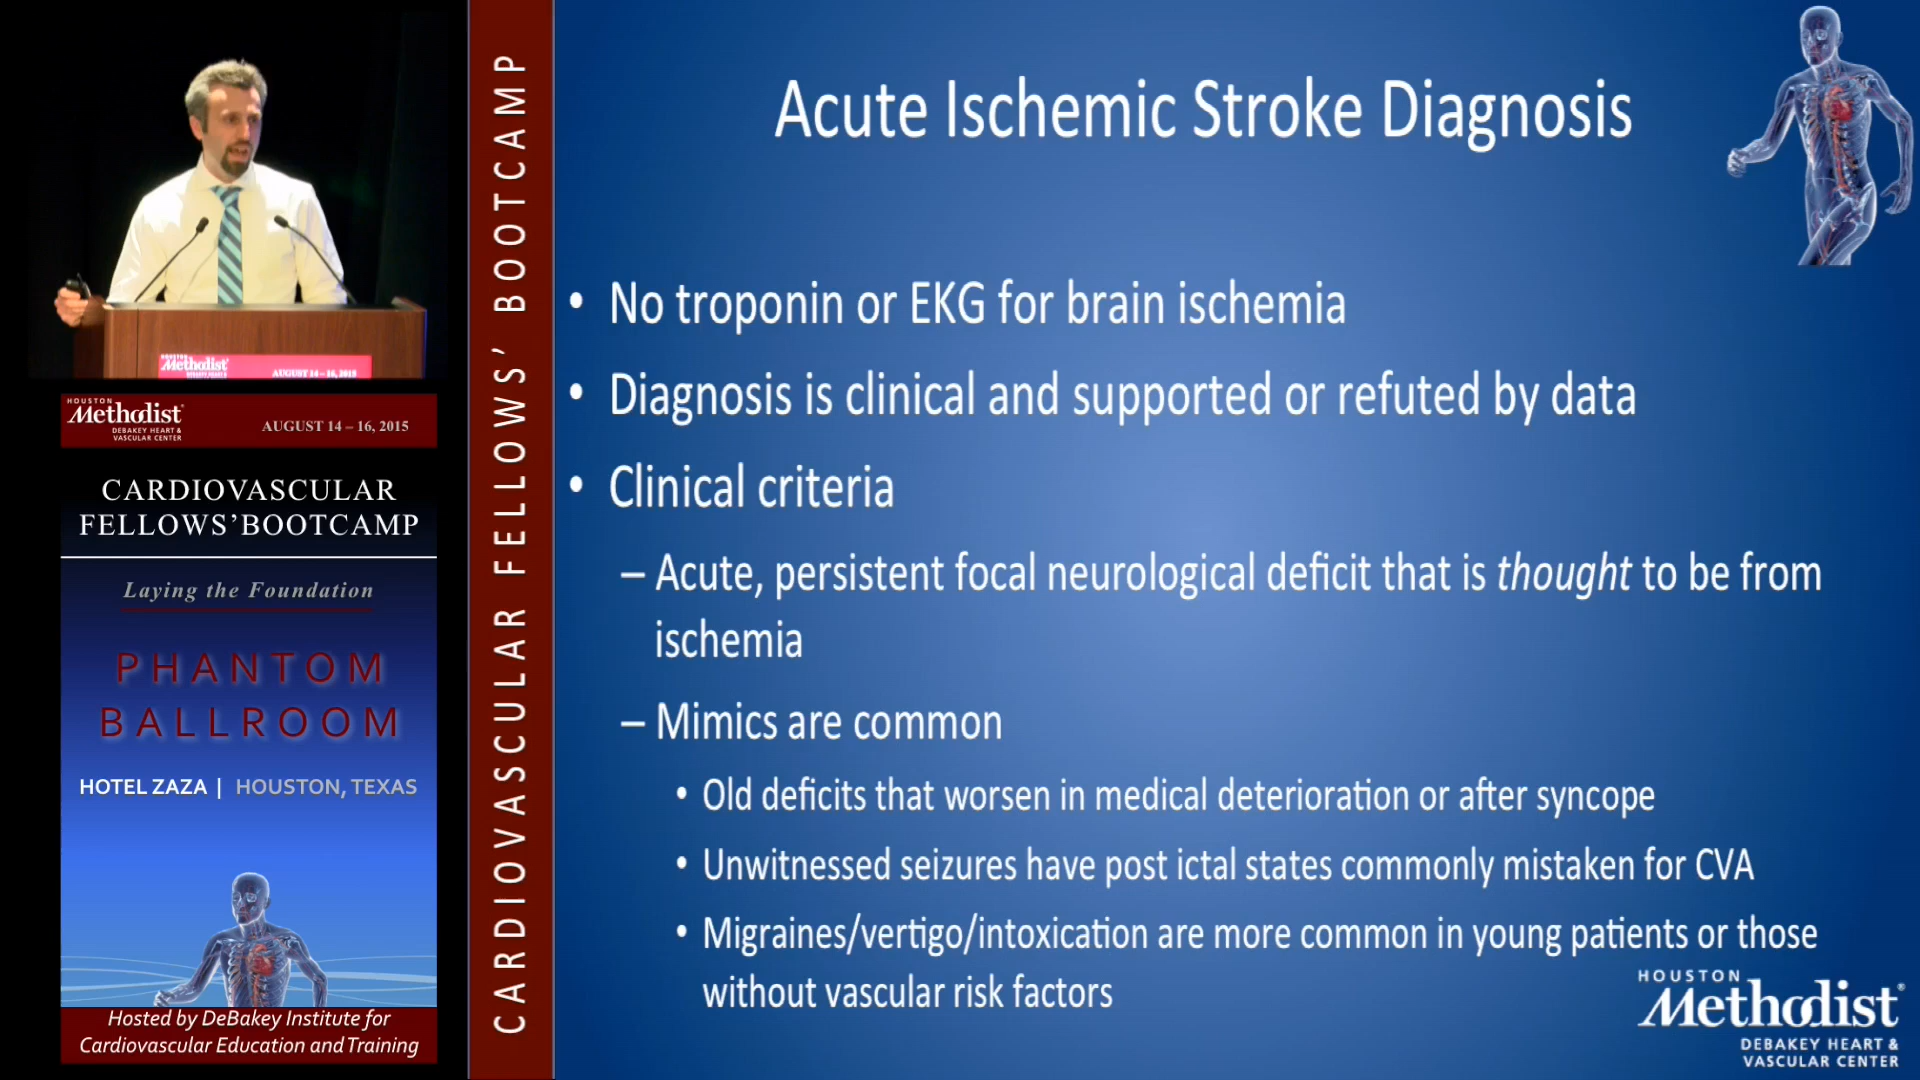 Methodist
AUGUST 14 – 16, 2015
HOUSTON
Methodist
DEBAKEY HEART &
VASCULAR CENTER
AUGUST 14 – 16, 2015
CARDIOVASCULAR
FELLOWS’BOOTCAMP
Laying the Foundation
PHANTOM
BALLROOM
HOTEL ZAZA | HOUSTON, TEXAS
Hosted by DeBakey Institute for
Cardiovascular Education and Training
CARDIOVASCULAR FELLOWS’ BOOTCAMP
Acute Ischemic Stroke Diagnosis
• No troponin or EKG for brain ischemia
• Diagnosis is clinical and supported or refuted by data
• Clinical criteria
– Acute, persistent focal neurological deficit that is thought to be from
ischemia
– Mimics are common
• Old deficits that worsen in medical deterioration or after syncope
• Unwitnessed seizures have post ictal states commonly mistaken for CVA
• Migraines/vertigo/intoxication are more common in young patients or those
without vascular risk factors
HOUSTON
Methodist®
DEBAKEY HEART &
VASCULAR CENTER